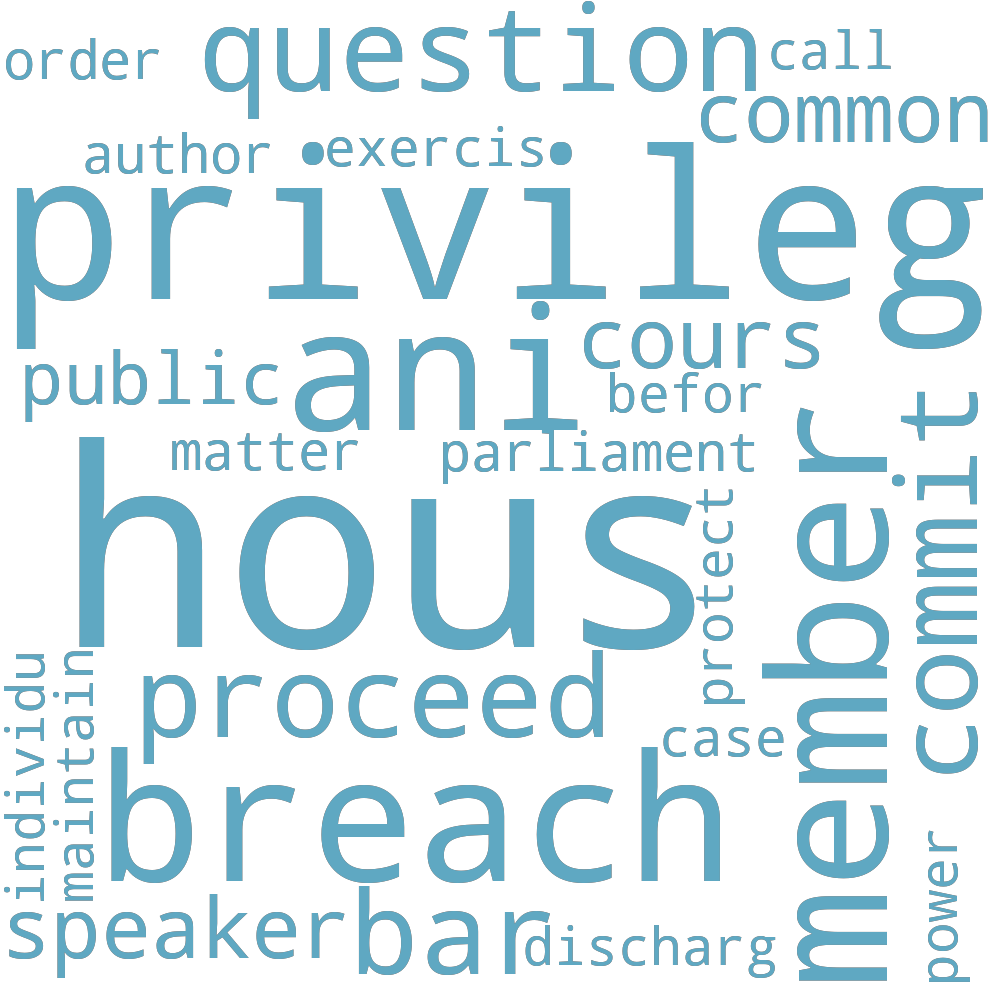 order
question
call
common
author
exercis
privileg
ani
cours
public
befor
matter
parliament
hous
member
commit
protect
proceed
individu
maintain
case
breach
power
speaker
bar
discharg